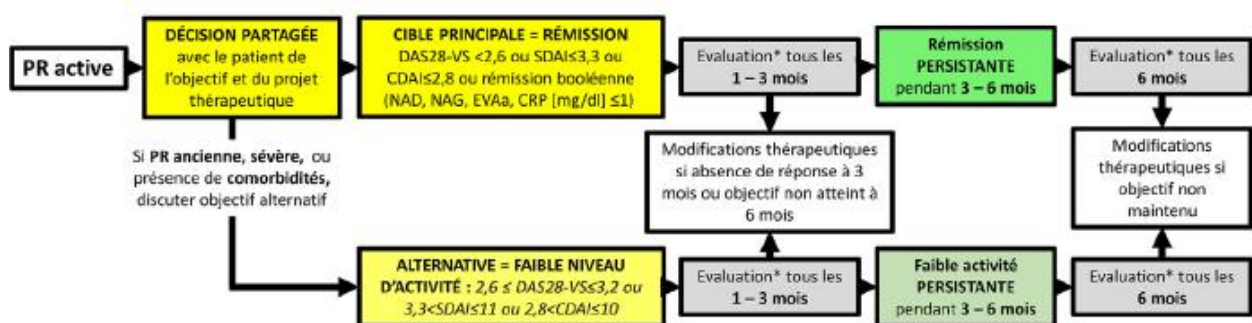 PR active
DÉCISION PARTAGÉE
avec le patient de
l'objectif et du projet
thérapeutique
CIBLE PRINCIPALE = RÉMISSION
DAS28-VS <2,6 ou SDAI≤3,3 ou
CDAI≤2,8 ou rémission booléenne
(NAD, NAG, EVAa, CRP [mg/dl] ≤1)
Evaluation* tous les
1 – 3 mois
Rémission
PERSISTANTE
pendant 3 – 6 mois
Evaluation* tous les
6 mois
Si PR ancienne, sévère, ou
présence de comorbidités,
discuter objectif alternatif
Modifications thérapeutiques
si absence de réponse à 3
mois ou objectif non atteint à
6 mois
Modifications
thérapeutiques si
objectif non
maintenu
ALTERNATIVE = FAIBLE NIVEAU
D'ACTIVITÉ : 2,6 ≤ DAS28-VS≤3,2 ou
3,3<SDAI≤11 ou 2,8<CDAI≤10
Evaluation* tous les
1 – 3 mois
Faible activité
PERSISTANTE
pendant 3 – 6 mois
Evaluation* tous les
6 mois